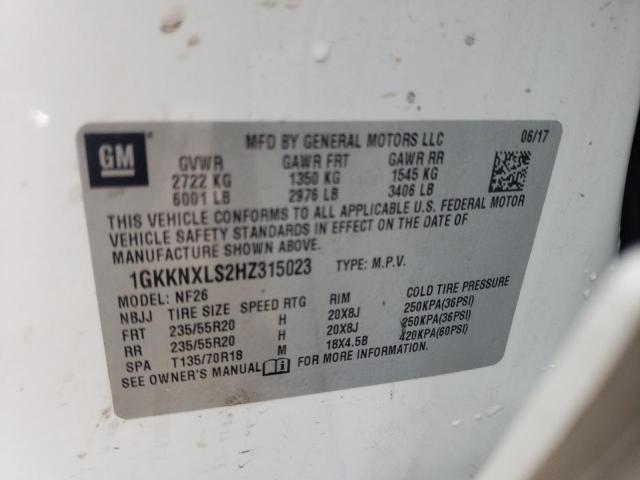 GM
MFD BY GENERAL MOTORS LLC 06/17
GVWR GAWR FRT GAWR RR
2722 KG 1350 KG 1545 KG
6001 LB 2976 LB 3406 LB
THIS VEHICLE CONFORMS TO ALL APPLICABLE U.S. FEDERAL MOTOR
VEHICLE SAFETY STANDARDS IN EFFECT ON THE DATE OF
MANUFACTURE SHOWN ABOVE.
1GKKNXLS2HZ315023 TYPE: M.P.V.
MODEL: NF26
NBJJ TIRE SIZE SPEED RTG RIM COLD TIRE PRESSURE
FRT 235/55R20 H 20X8J 250KPA(36PSI)
RR 235/55R20 H 20X8J 250KPA(36PSI)
SPA T135/70R18 M 18X4.5B 420KPA(60PSI)
SEE OWNER'S MANUAL FOR MORE INFORMATION.